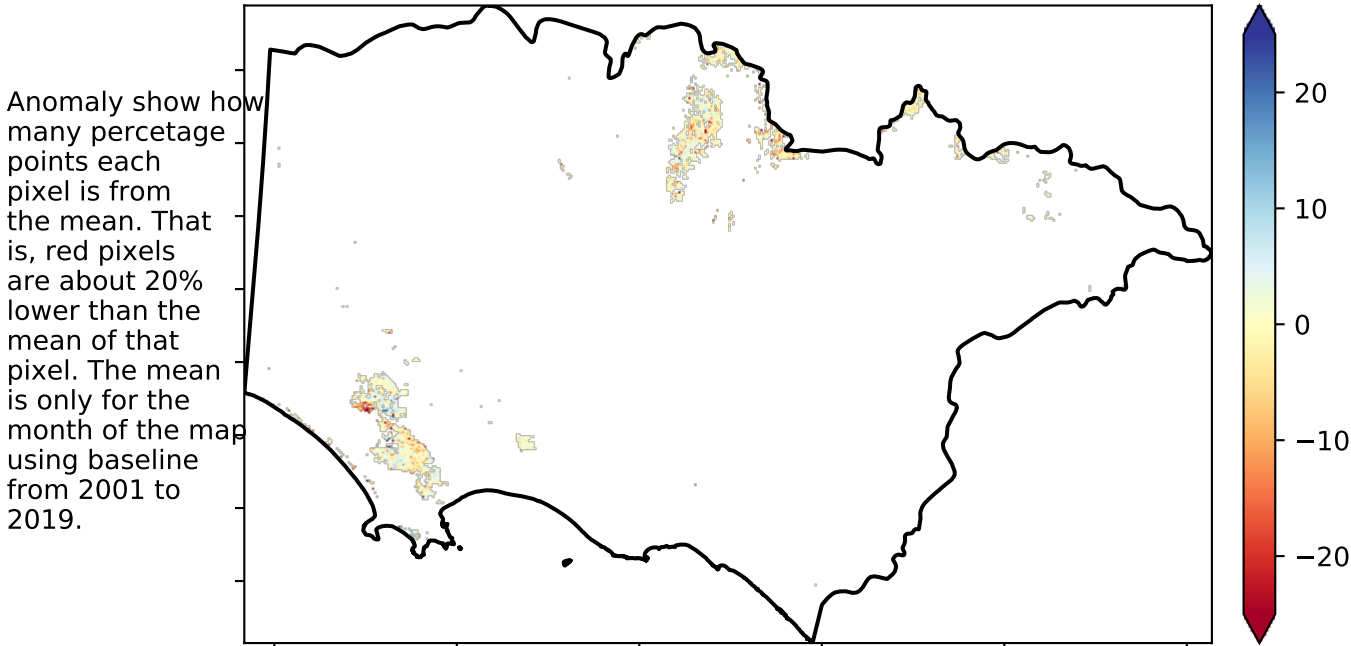 Anomaly show how
many percetage
points each
pixel is from
the mean. That
is, red pixels
are about 20%
lower than the
mean of that
pixel. The mean
is only for the
month of the map
using baseline
from 2001 to
2019.
20
10
0
−10
−20